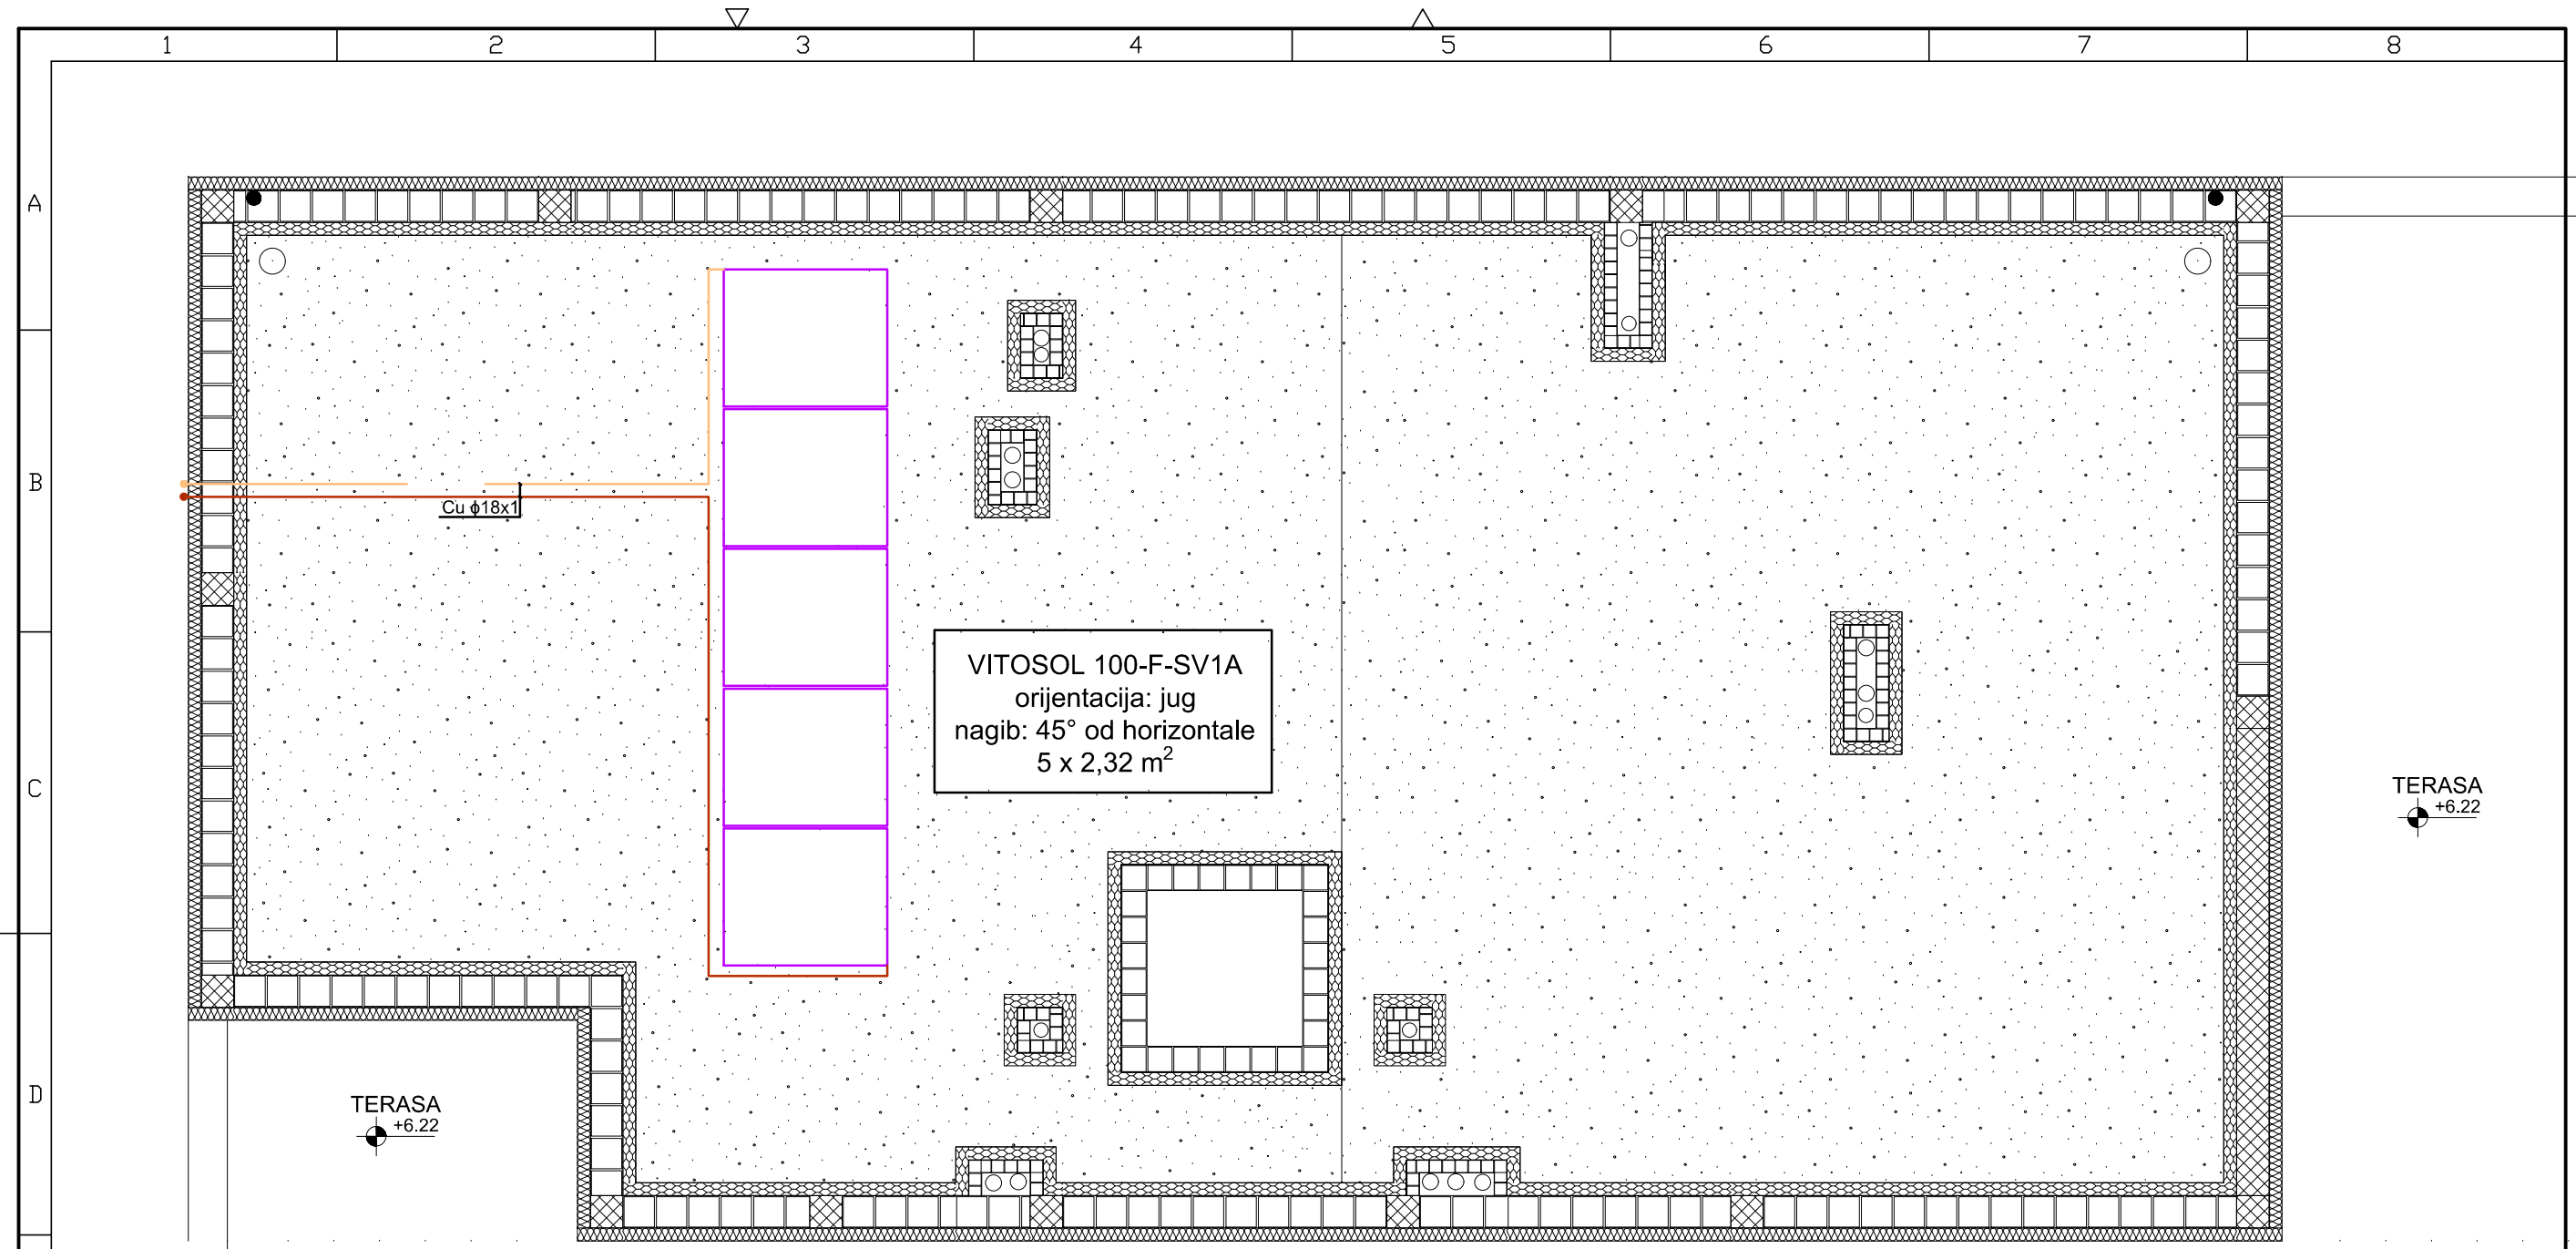 1 2 3 4 5 6 7 8
A
B
Cu ϕ18x1
VITOSOL 100-F-SV1A
orijentacija: jug
nagib: 45° od horizontale
5 x 2,32 m²
C
TERASA
+6.22
D
TERASA
+6.22